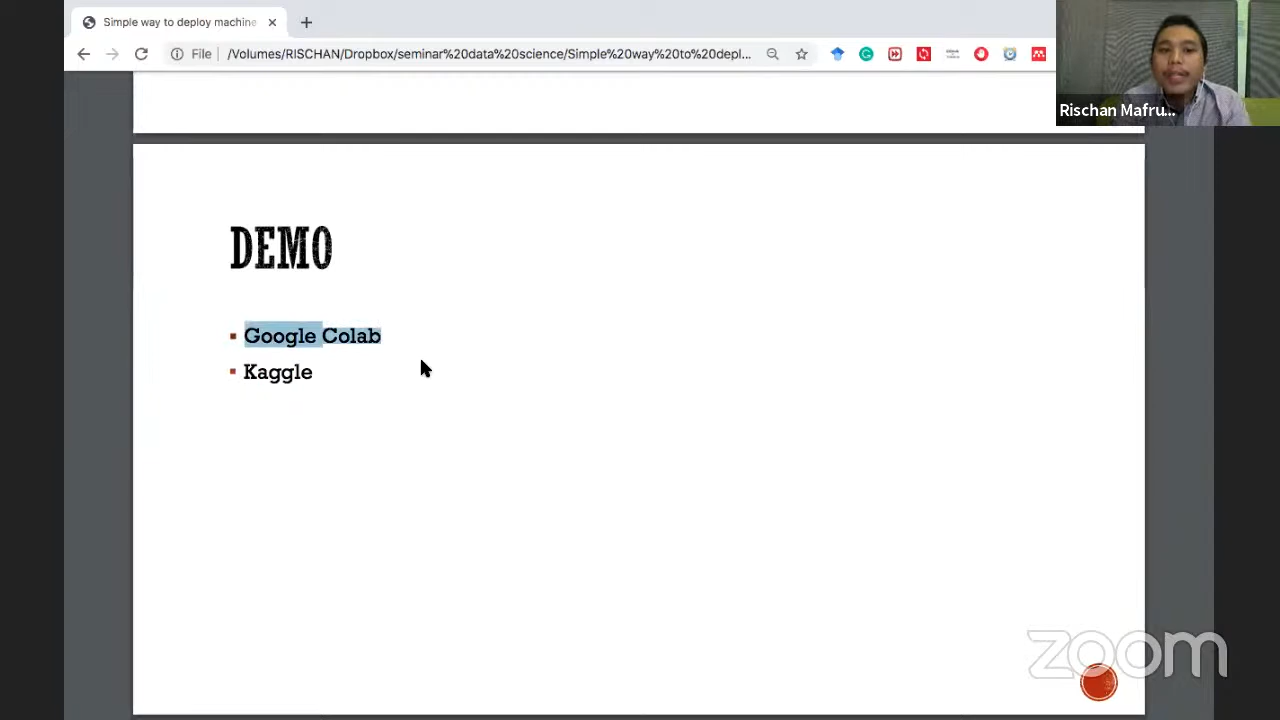 Simple way to deploy machine
File
/Volumes/RISCHAN/Dropbox/seminar%20data%20science/Simple%20way%20to%20depl...
Rischan Mafru...
DEMO
Google Colab
Kaggle
zoom